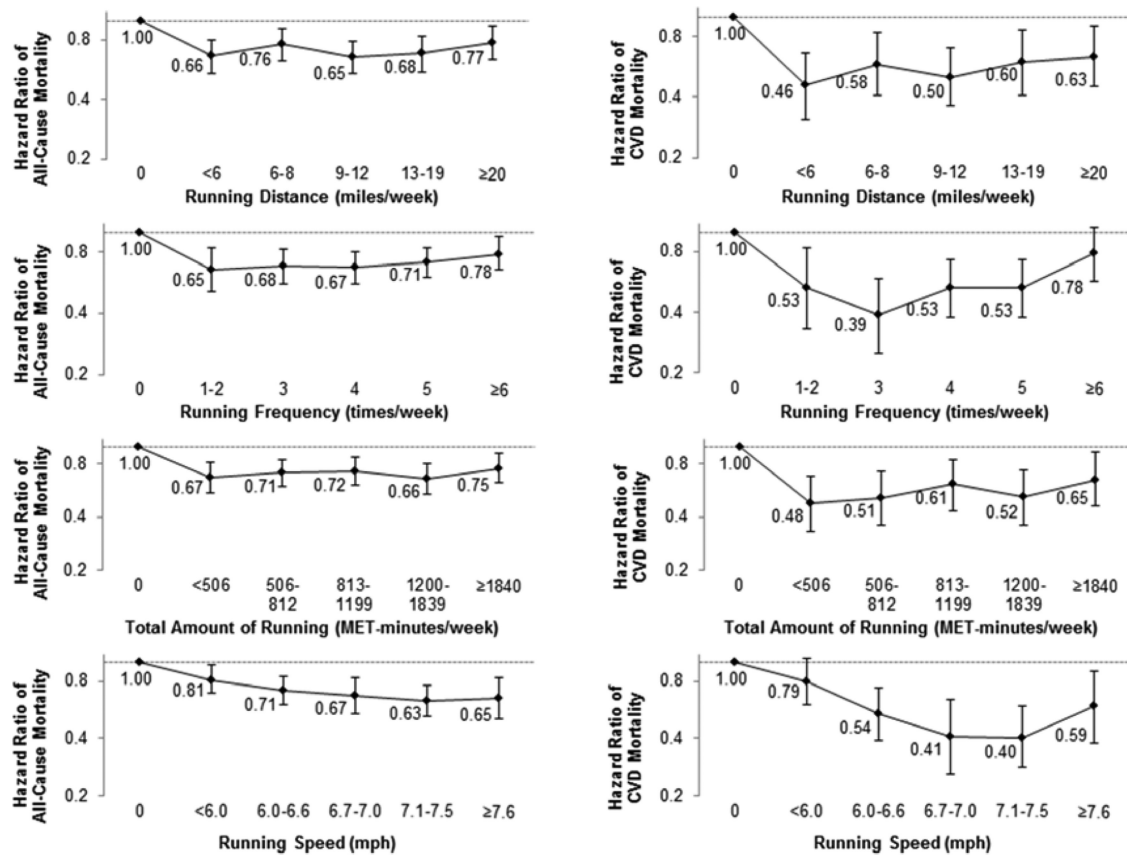 Hazard Ratio of
All-Cause Mortality
0.8
0.4
0.2
1.00
0.66
0.76
0.65
0.68
0.77
0 <6 6-8 9-12 13-19 ≥20
Running Distance (miles/week)
Hazard Ratio of
CVD Mortality
0.8
0.4
0.2
1.00
0.46
0.58
0.50
0.60
0.63
0 <6 6-8 9-12 13-19 ≥20
Running Distance (miles/week)
Hazard Ratio of
All-Cause Mortality
0.8
0.4
0.2
1.00
0.65
0.68
0.67
0.71
0.78
0 1-2 3 4 5 ≥6
Running Frequency (times/week)
Hazard Ratio of
CVD Mortality
0.8
0.4
0.2
1.00
0.53
0.39
0.53
0.53
0.78
0 1-2 3 4 5 ≥6
Running Frequency (times/week)
Hazard Ratio of
All-Cause Mortality
0.8
0.4
0.2
1.00
0.67
0.71
0.72
0.66
0.75
0 <506 506- 813- 1200- ≥1840
812 1199 1839
Total Amount of Running (MET-minutes/week)
Hazard Ratio of
CVD Mortality
0.8
0.4
0.2
1.00
0.48
0.51
0.61
0.52
0.65
0 <506 506- 813- 1200- ≥1840
812 1199 1839
Total Amount of Running (MET-minutes/week)
Hazard Ratio of
All-Cause Mortality
0.8
0.4
0.2
1.00
0.81
0.71
0.67
0.63
0.65
0 <6.0 6.0-6.6 6.7-7.0 7.1-7.5 ≥7.6
Running Speed (mph)
Hazard Ratio of
CVD Mortality
0.8
0.4
0.2
1.00
0.79
0.54
0.41
0.40
0.59
0 <6.0 6.0-6.6 6.7-7.0 7.1-7.5 ≥7.6
Running Speed (mph)